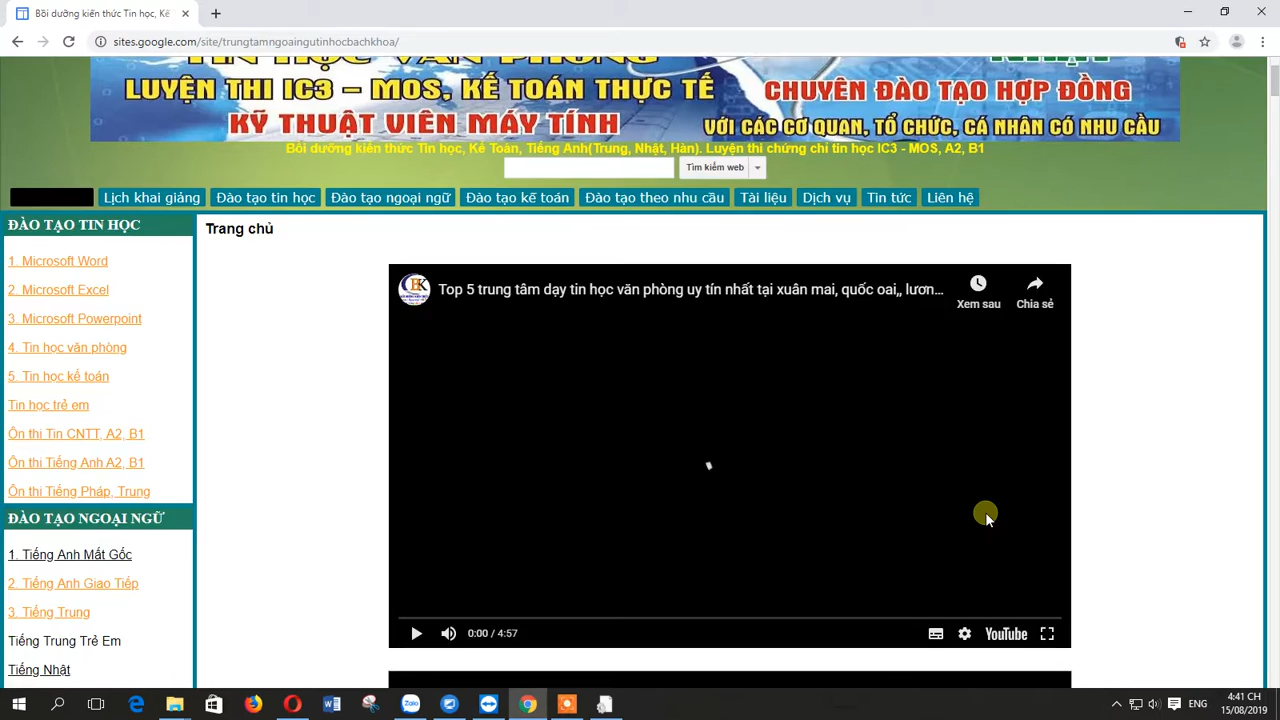 Bồi dưỡng kiến thức Tin học, Kế
sites.google.com/site/trungtamngoaingutinhocbachkhoa/
TIN HỌC VĂN PHÒNG
LUYỆN THI IC3 – MOS, KẾ TOÁN THỰC TẾ
KỸ THUẬT VIÊN MÁY TÍNH
CHUYÊN ĐÀO TẠO HỢP ĐỒNG
VỚI CÁC CƠ QUAN, TỔ CHỨC, CÁ NHÂN CÓ NHU CẦU
Bồi dưỡng kiến thức Tin học, Kế Toán, Tiếng Anh(Trung, Nhật, Hàn). Luyện thi chứng chỉ tin học IC3 - MOS, A2, B1
Tìm kiếm web
Lịch khai giảng
Đào tạo tin học
Đào tạo ngoại ngữ
Đào tạo kế toán
Đào tạo theo nhu cầu
Tài liệu
Dịch vụ
Tin tức
Liên hệ
ĐÀO TẠO TIN HỌC
1. Microsoft Word
2. Microsoft Excel
3. Microsoft Powerpoint
4. Tin học văn phòng
5. Tin học kế toán
Tin học trẻ em
Ôn thi Tin CNTT, A2, B1
Ôn thi Tiếng Anh A2, B1
Ôn thi Tiếng Pháp, Trung
ĐÀO TẠO NGOẠI NGỮ
1. Tiếng Anh Mất Gốc
2. Tiếng Anh Giao Tiếp
3. Tiếng Trung
Tiếng Trung Trẻ Em
Tiếng Nhật
Trang chủ
BK
Top 5 trung tâm dạy tin học văn phòng uy tín nhất tại xuân mai, quốc oai,, lươn...
Xem sau
Chia sẻ
0:00 / 4:57
YouTube
Zalo
ENG
4:41 CH
15/08/2019